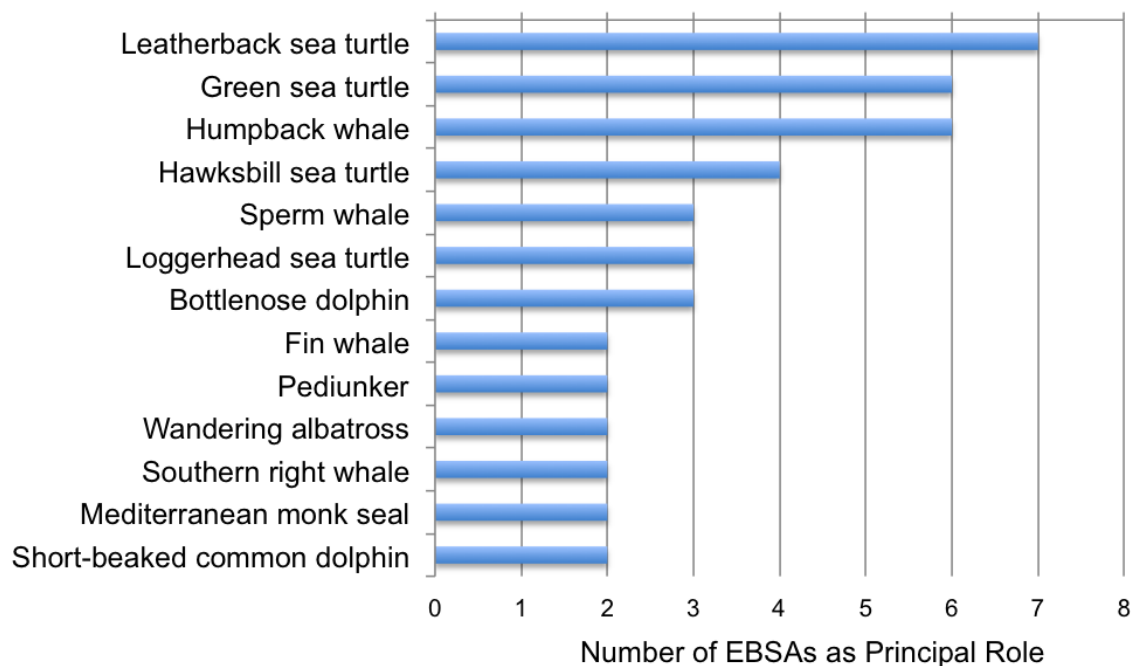 Leatherback sea turtle
Green sea turtle
Humpback whale
Hawksbill sea turtle
Sperm whale
Loggerhead sea turtle
Bottlenose dolphin
Fin whale
Pediunker
Wandering albatross
Southern right whale
Mediterranean monk seal
Short-beaked common dolphin
0 1 2 3 4 5 6 7 8
Number of EBSAs as Principal Role